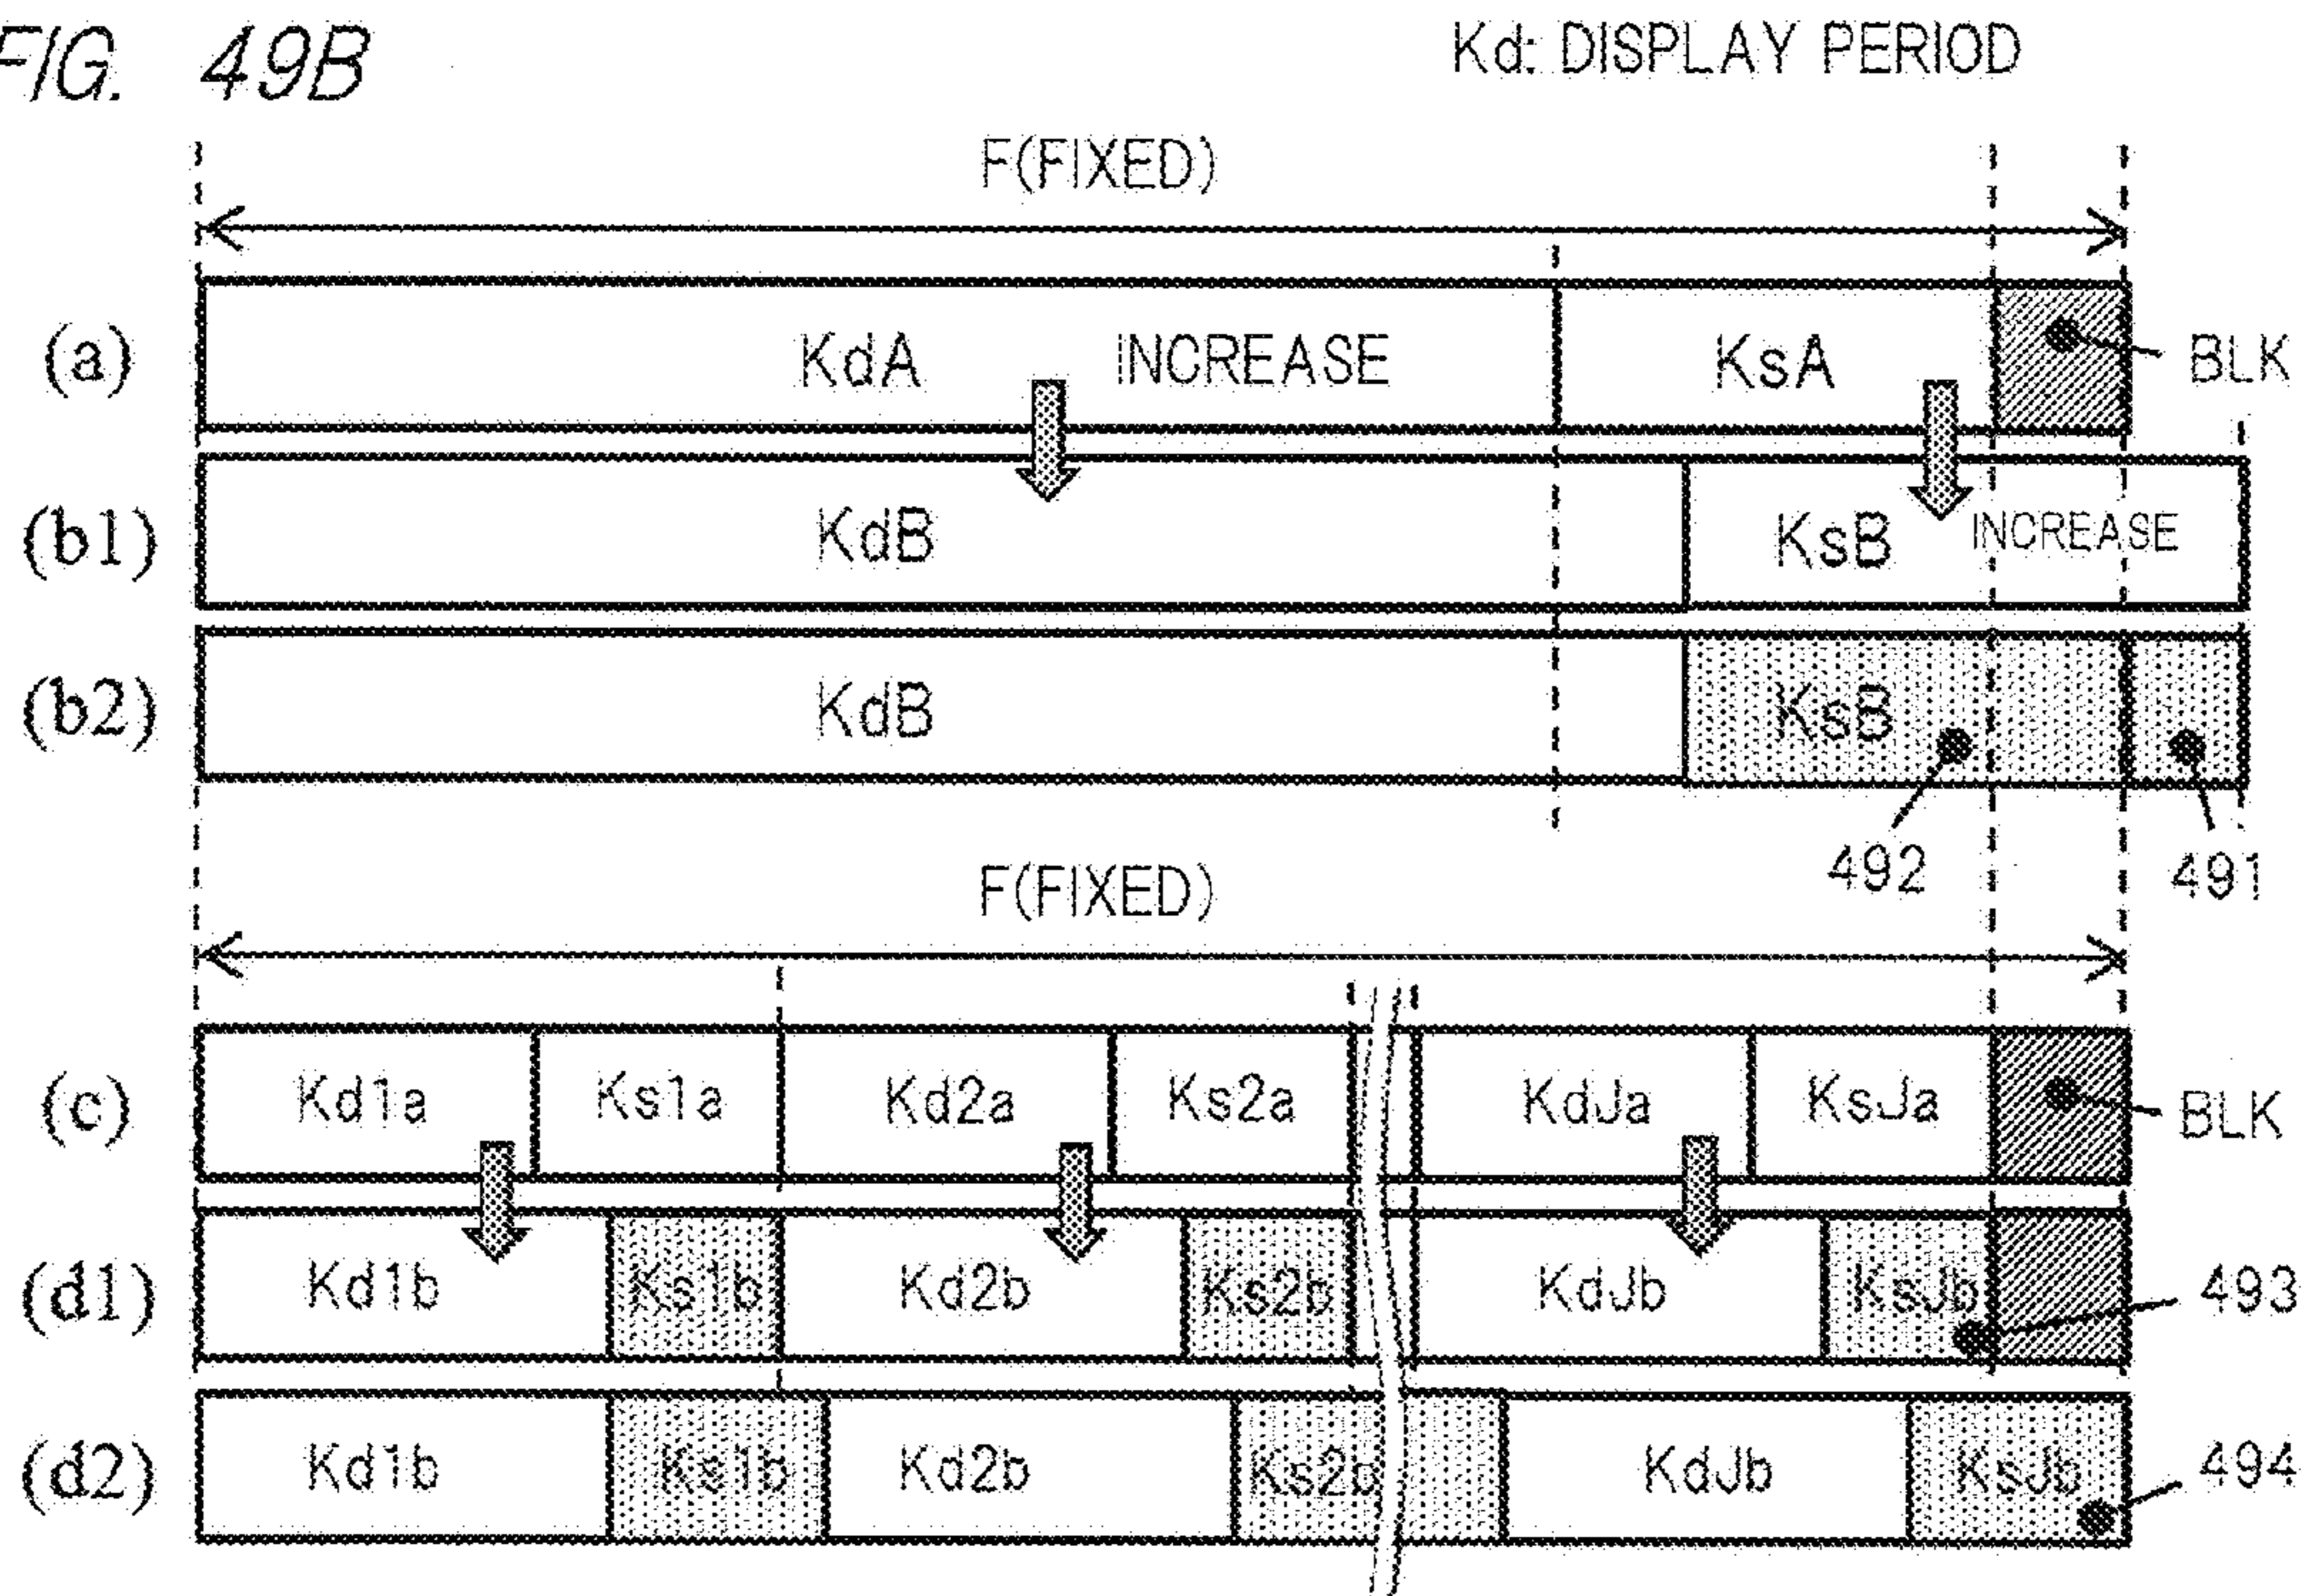 FIG. 49B
Kd: DISPLAY PERIOD
F(FIXED)
(a) KdA INCREASE KsA BLK
(b1) KdB KsB INCREASE
(b2) KdB KsB
492 491
F(FIXED)
(c) Kd1a Ks1a Kd2a Ks2a KdJa KsJa BLK
(d1) Kd1b Ks1b Kd2b Ks2b KdJb KsJb 493
(d2) Kd1b Ks1b Kd2b Ks2b KdJb KsJb 494